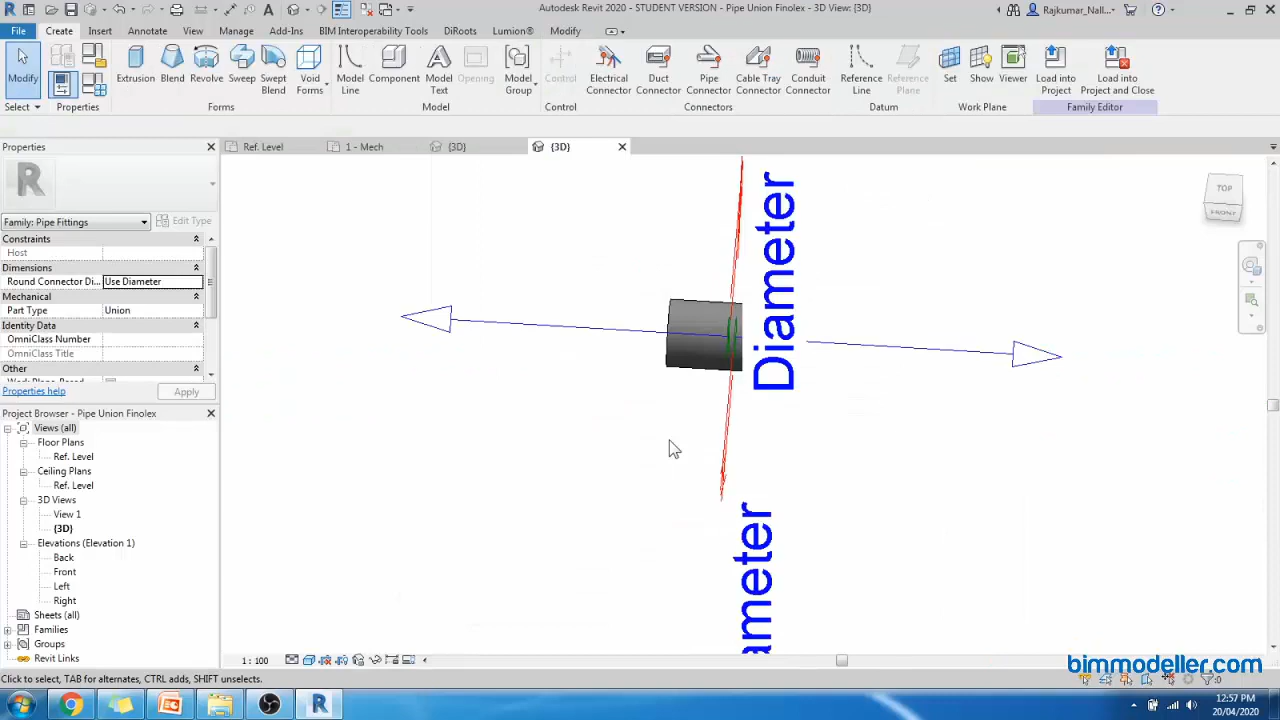 Autodesk Revit 2020 - STUDENT VERSION - Pipe Union Finolex - 3D View: {3D}
Rajkumar_Nall...
File Create Insert Annotate View Manage Add-Ins BIM Interoperability Tools DiRoots Lumion® Modify
Modify
Extrusion Blend Revolve Sweep Swept Blend Void Forms
Model Line Component Model Text Opening Model Group
Control Electrical Connector Duct Connector Pipe Connector Cable Tray Connector Conduit Connector
Reference Line Reference Plane Set Show Viewer Load into Project Load into Project and Close
Select Properties Forms Model Control Connectors Datum Work Plane Family Editor
Properties
Ref. Level 1 - Mech {3D} {3D}
R
TOP
FRONT
Family: Pipe Fittings Edit Type
Constraints
Host
Dimensions
Round Connector Di... Use Diameter
Mechanical
Part Type Union
Identity Data
OmniClass Number
OmniClass Title
Other
Properties help Apply
Project Browser - Pipe Union Finolex
Views (all)
Floor Plans
Ref. Level
Ceiling Plans
Ref. Level
3D Views
View 1
{3D}
Elevations (Elevation 1)
Back
Front
Left
Right
Sheets (all)
Families
Groups
Revit Links
Diameter
ameter
1 : 100
bimmodeller.com
Click to select, TAB for alternates, CTRL adds, SHIFT unselects.
:0
12:57 PM
20/04/2020